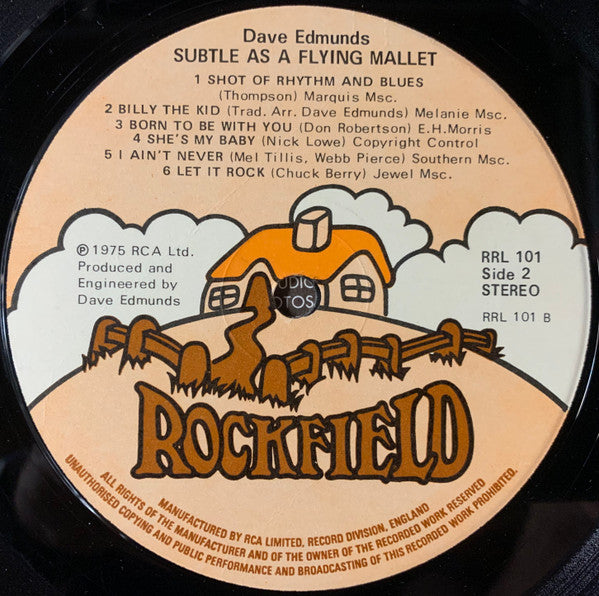 Dave Edmunds
SUBTLE AS A FLYING MALLET
1 SHOT OF RHYTHM AND BLUES
(Thompson) Marquis Msc.
2 BILLY THE KID (Trad. Arr. Dave Edmunds) Melanie Msc.
3 BORN TO BE WITH YOU (Don Robertson) E.H.Morris
4 SHE'S MY BABY (Nick Lowe) Copyright Control
5 I AIN'T NEVER (Mel Tillis, Webb Pierce) Southern Msc.
6 LET IT ROCK (Chuck Berry) Jewel Msc.
℗ 1975 RCA Ltd.
Produced and
Engineered by
Dave Edmunds
RRL 101
Side 2
STEREO
RRL 101 B
ROCKFIELD
MANUFACTURED BY RCA LIMITED, RECORD DIVISION, ENGLAND
ALL RIGHTS OF THE MANUFACTURER AND OF THE OWNER OF THE RECORDED WORK RESERVED
UNAUTHORISED COPYING AND PUBLIC PERFORMANCE AND BROADCASTING OF THIS RECORDED WORK PROHIBITED.